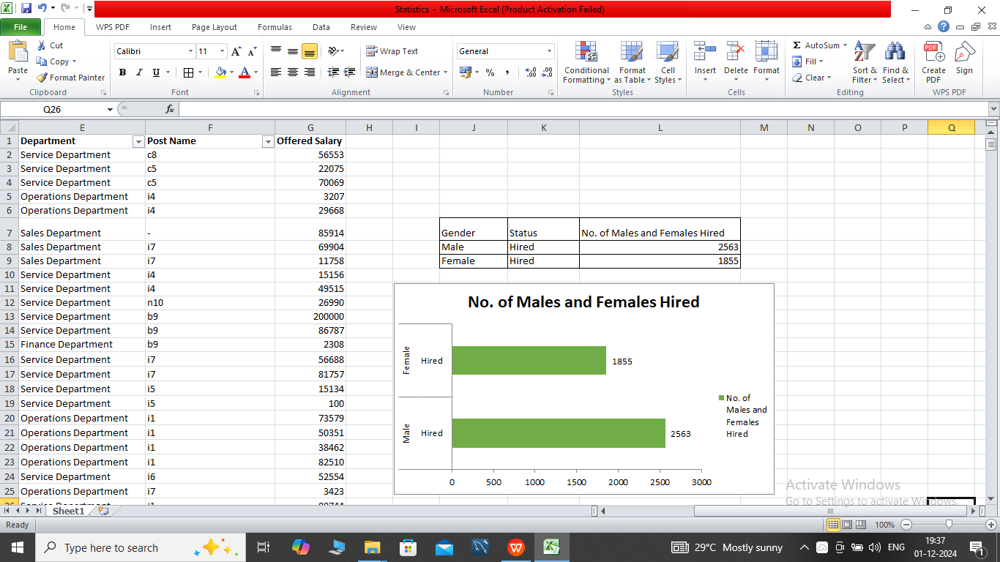 Statistics - Microsoft Excel (Product Activation Failed)
File Home WPS PDF Insert Page Layout Formulas Data Review View
Paste Cut Copy Format Painter Clipboard
Calibri 11 B I U A A A Font
Wrap Text Merge & Center Alignment
General % , Number
Conditional Formatting Format as Table Cell Styles Styles
Insert Delete Format Cells
Σ AutoSum Fill Clear Sort & Filter Find & Select Editing
Create PDF Sign WPS PDF
Q26 fx
E F G H I J K L M N O P Q
1 Department Post Name Offered Salary
2 Service Department c8 56553
3 Service Department c5 22075
4 Service Department c5 70069
5 Operations Department i4 3207
6 Operations Department i4 29668
7 Sales Department - 85914 Gender Status No. of Males and Females Hired
8 Sales Department i7 69904 Male Hired 2563
9 Sales Department i7 11758 Female Hired 1855
10 Service Department i4 15156
11 Service Department i4 49515
12 Service Department n10 26990
13 Service Department b9 200000
14 Service Department b9 86787
15 Finance Department b9 2308
16 Service Department i7 56688
17 Service Department i7 81757
18 Service Department i5 15134
19 Service Department i5 100
20 Operations Department i1 73579
21 Operations Department i1 50351
22 Operations Department i1 38462
23 Operations Department i1 82510
24 Service Department i6 52554
25 Operations Department i7 3423
No. of Males and Females Hired
Female Hired 1855
Male Hired 2563
0 500 1000 1500 2000 2500 3000
No. of
Males and
Females
Hired
Activate Windows
Go to Settings to activate Windows.
Sheet1
Ready 100%
Type here to search 29°C Mostly sunny ENG 19:37
01-12-2024 1